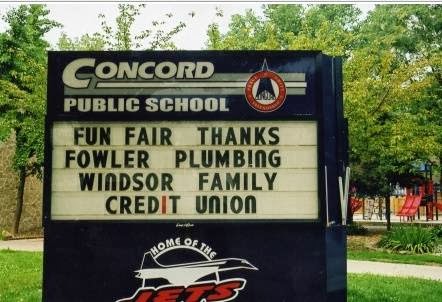 CONCORD
PUBLIC SCHOOL
FUN FAIR THANKS
FOWLER PLUMBING
WINDSOR FAMILY
CREDIT UNION
HOME OF THE
JETS